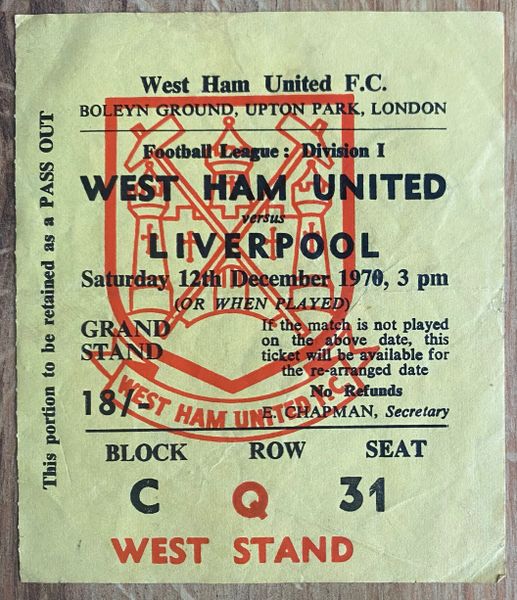 West Ham United F.C.
BOLEYN GROUND, UPTON PARK, LONDON
Football League: Division I
WEST HAM UNITED
versus
LIVERPOOL
Saturday 12th December 1970, 3 pm
(OR WHEN PLAYED)
GRAND
STAND
18/-
If the match is not played
on the above date, this
ticket will be available for
the re-arranged date
No Refunds
E. CHAPMAN, Secretary
WEST HAM UNITED F.C.
BLOCK ROW SEAT
C Q 31
WEST STAND
This portion to be retained as a PASS OUT